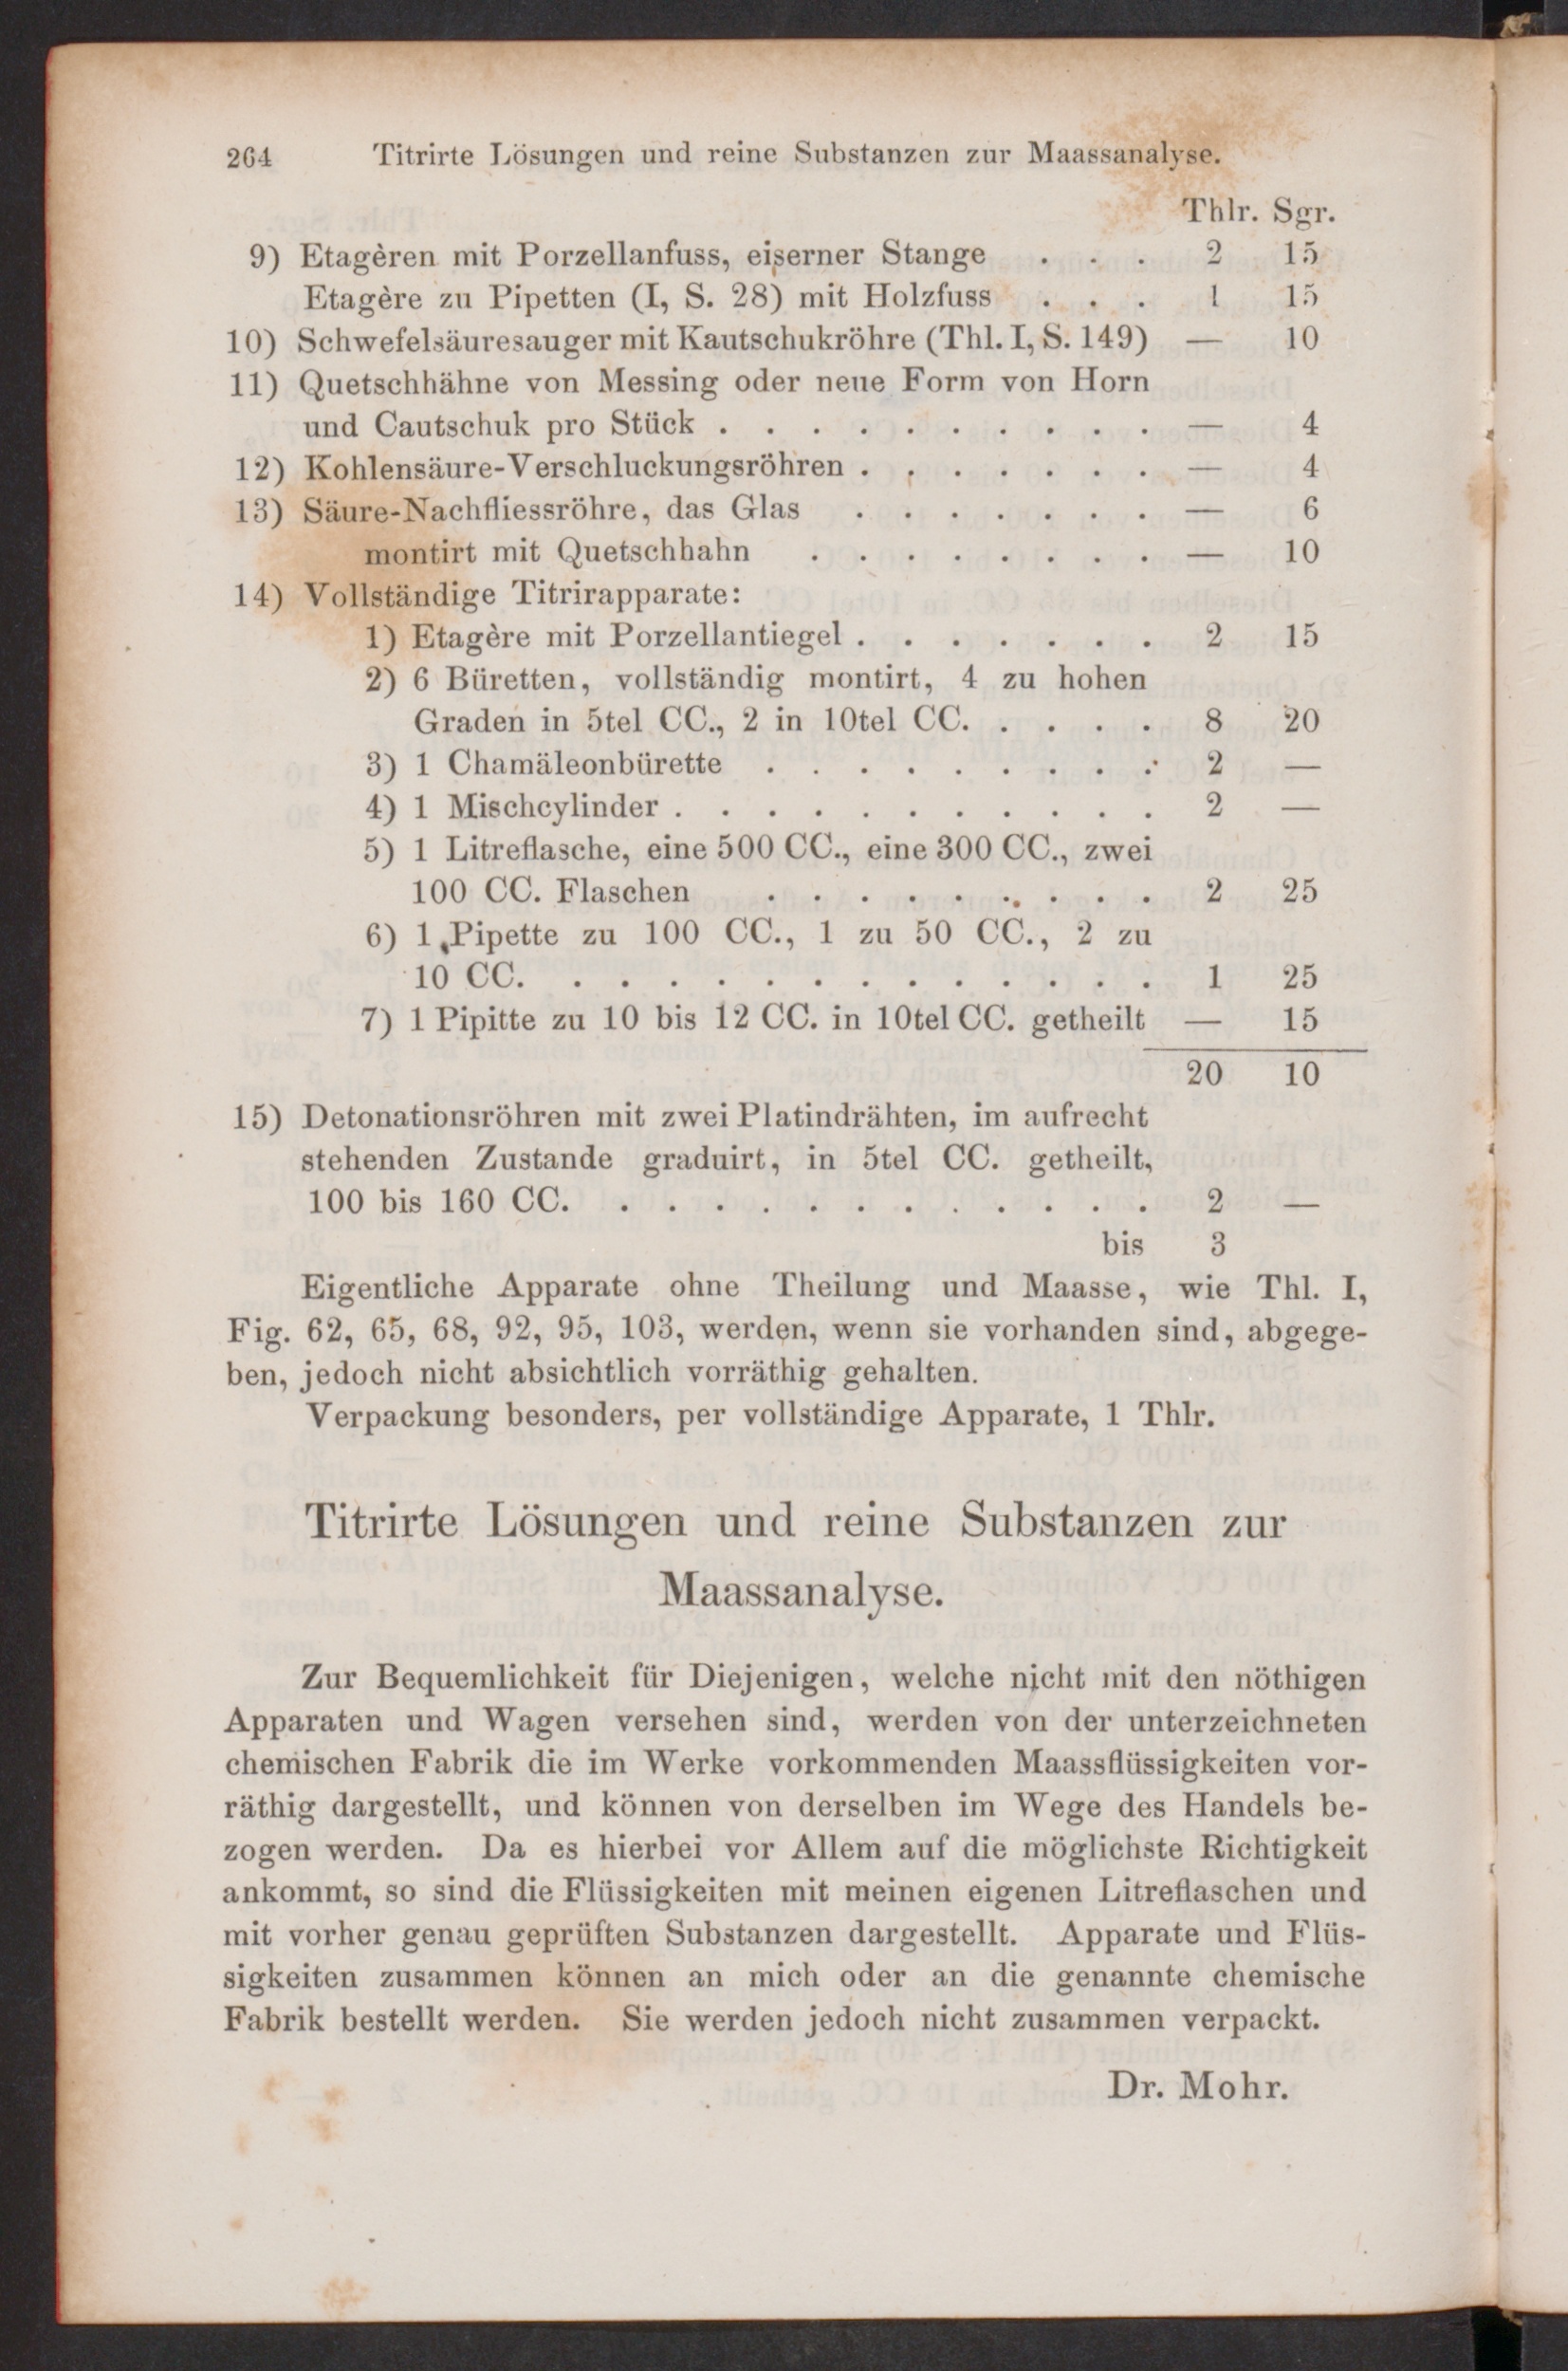 264 Titrirte Lösungen und reine Substanzen zur Maassanalyse.
Thlr. Sgr.
9) Etagèren mit Porzellanfuss, eiserner Stange . . . 2 15
Etagère zu Pipetten (I, S. 28) mit Holzfuss . . . 1 15
10) Schwefelsäuresauger mit Kautschukröhre (Thl. I, S. 149) — 10
11) Quetschhähne von Messing oder neue Form von Horn
und Cautschuk pro Stück . . . . . . . . . . — 4
12) Kohlensäure-Verschluckungsröhren . . . . . . . — 4
13) Säure-Nachfliessröhre, das Glas . . . . . . . — 6
montirt mit Quetschhahn . . . . . . . . — 10
14) Vollständige Titrirapparate:
1) Etagère mit Porzellantiegel . . . . . . . 2 15
2) 6 Büretten, vollständig montirt, 4 zu hohen
Graden in 5tel CC., 2 in 10tel CC. . . . . 8 20
3) 1 Chamäleonbürette . . . . . . . . . 2 —
4) 1 Mischcylinder . . . . . . . . . . . 2 —
5) 1 Litreflasche, eine 500 CC., eine 300 CC., zwei
100 CC. Flaschen . . . . . . . . . 2 25
6) 1 Pipette zu 100 CC., 1 zu 50 CC., 2 zu
10 CC. . . . . . . . . . . . . . 1 25
7) 1 Pipitte zu 10 bis 12 CC. in 10tel CC. getheilt — 15
20 10
15) Detonationsröhren mit zwei Platindrähten, im aufrecht
stehenden Zustande graduirt, in 5tel CC. getheilt,
100 bis 160 CC. . . . . . . . . . . . . 2 —
bis 3
Eigentliche Apparate ohne Theilung und Maasse, wie Thl. I,
Fig. 62, 65, 68, 92, 95, 103, werden, wenn sie vorhanden sind, abgege-
ben, jedoch nicht absichtlich vorräthig gehalten.
Verpackung besonders, per vollständige Apparate, 1 Thlr.
Titrirte Lösungen und reine Substanzen zur
Maassanalyse.
Zur Bequemlichkeit für Diejenigen, welche nicht mit den nöthigen
Apparaten und Wagen versehen sind, werden von der unterzeichneten
chemischen Fabrik die im Werke vorkommenden Maassflüssigkeiten vor-
räthig dargestellt, und können von derselben im Wege des Handels be-
zogen werden. Da es hierbei vor Allem auf die möglichste Richtigkeit
ankommt, so sind die Flüssigkeiten mit meinen eigenen Litreflaschen und
mit vorher genau geprüften Substanzen dargestellt. Apparate und Flüs-
sigkeiten zusammen können an mich oder an die genannte chemische
Fabrik bestellt werden. Sie werden jedoch nicht zusammen verpackt.
Dr. Mohr.